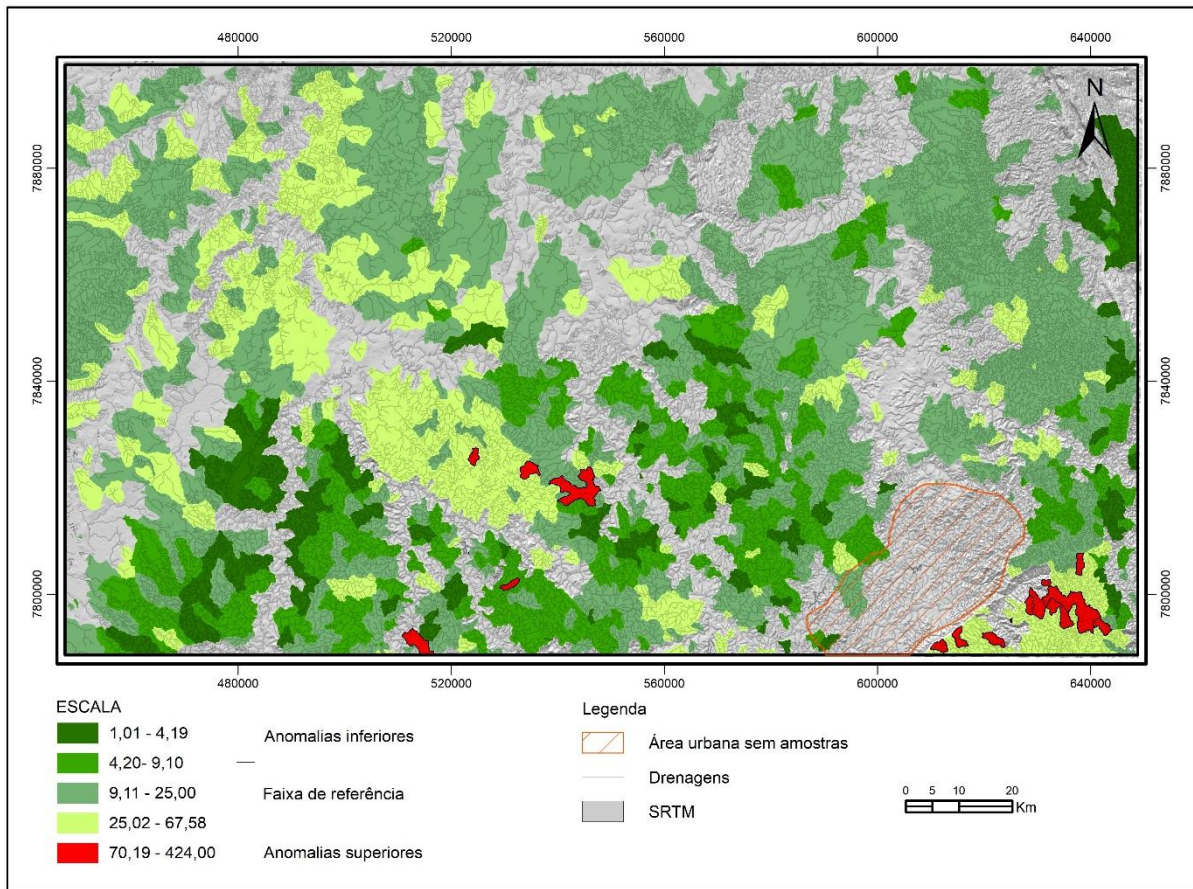 480000 520000 560000 600000 640000
N
7880000 7880000
7840000 7840000
7800000 7800000
480000 520000 560000 600000 640000
ESCALA
1,01 - 4,19 Anomalias inferiores
4,20- 9,10
9,11 - 25,00 Faixa de referência
25,02 - 67,58
70,19 - 424,00 Anomalias superiores
Legenda
Área urbana sem amostras
Drenagens
SRTM
0 5 10 20
Km